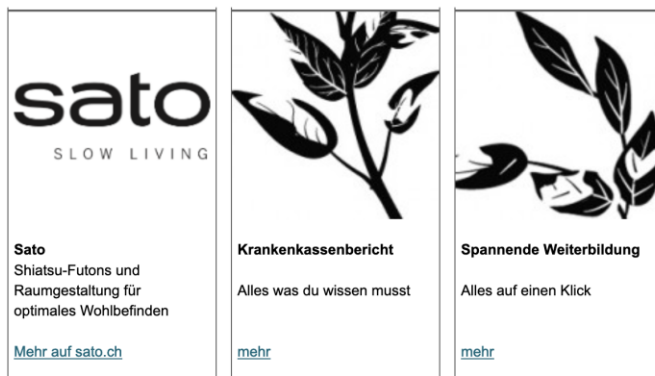 sato
SLOW LIVING
Sato
Shiatsu-Futons und
Raumgestaltung für
optimales Wohlbefinden
Mehr auf sato.ch
Krankenkassenbericht
Alles was du wissen musst
mehr
Spannende Weiterbildung
Alles auf einen Klick
mehr